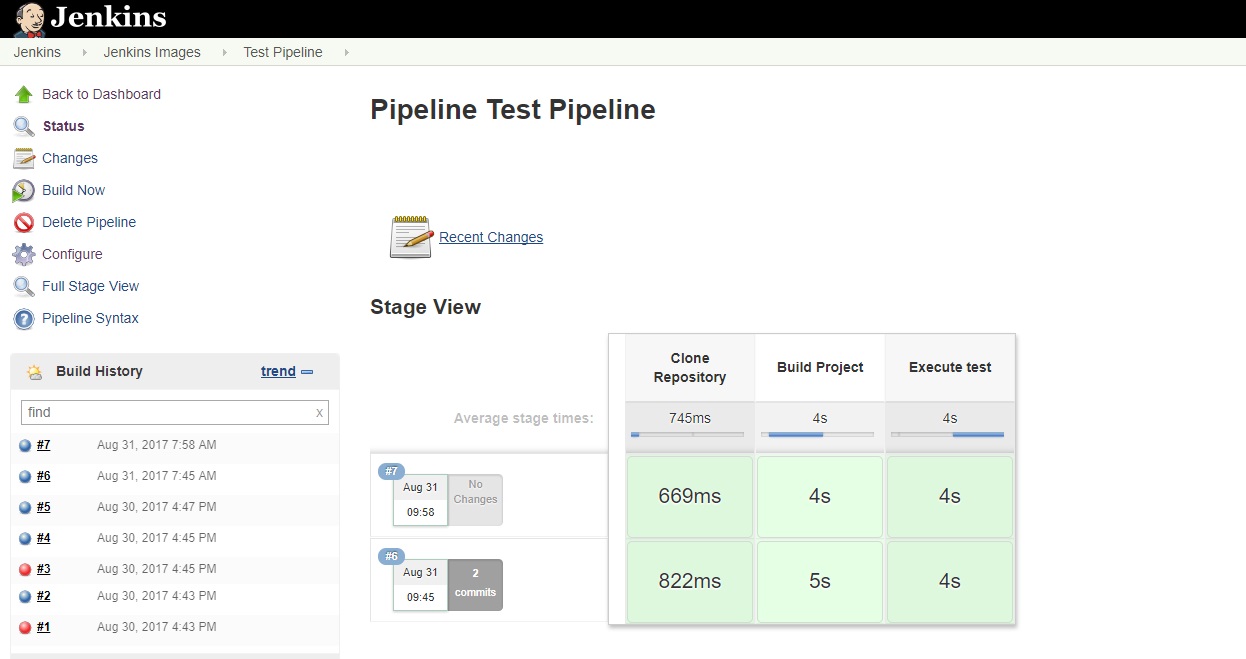 Jenkins
Jenkins Jenkins Images Test Pipeline
Back to Dashboard
Status
Changes
Build Now
Delete Pipeline
Configure
Full Stage View
Pipeline Syntax
Build History trend
find x
#7 Aug 31, 2017 7:58 AM
#6 Aug 31, 2017 7:45 AM
#5 Aug 30, 2017 4:47 PM
#4 Aug 30, 2017 4:45 PM
#3 Aug 30, 2017 4:45 PM
#2 Aug 30, 2017 4:43 PM
#1 Aug 30, 2017 4:43 PM
Pipeline Test Pipeline
Recent Changes
Stage View
Clone
Repository
Build Project
Execute test
Average stage times:
745ms 4s 4s
#7
Aug 31
09:58
No
Changes
669ms 4s 4s
#6
Aug 31
09:45
2
commits
822ms 5s 4s